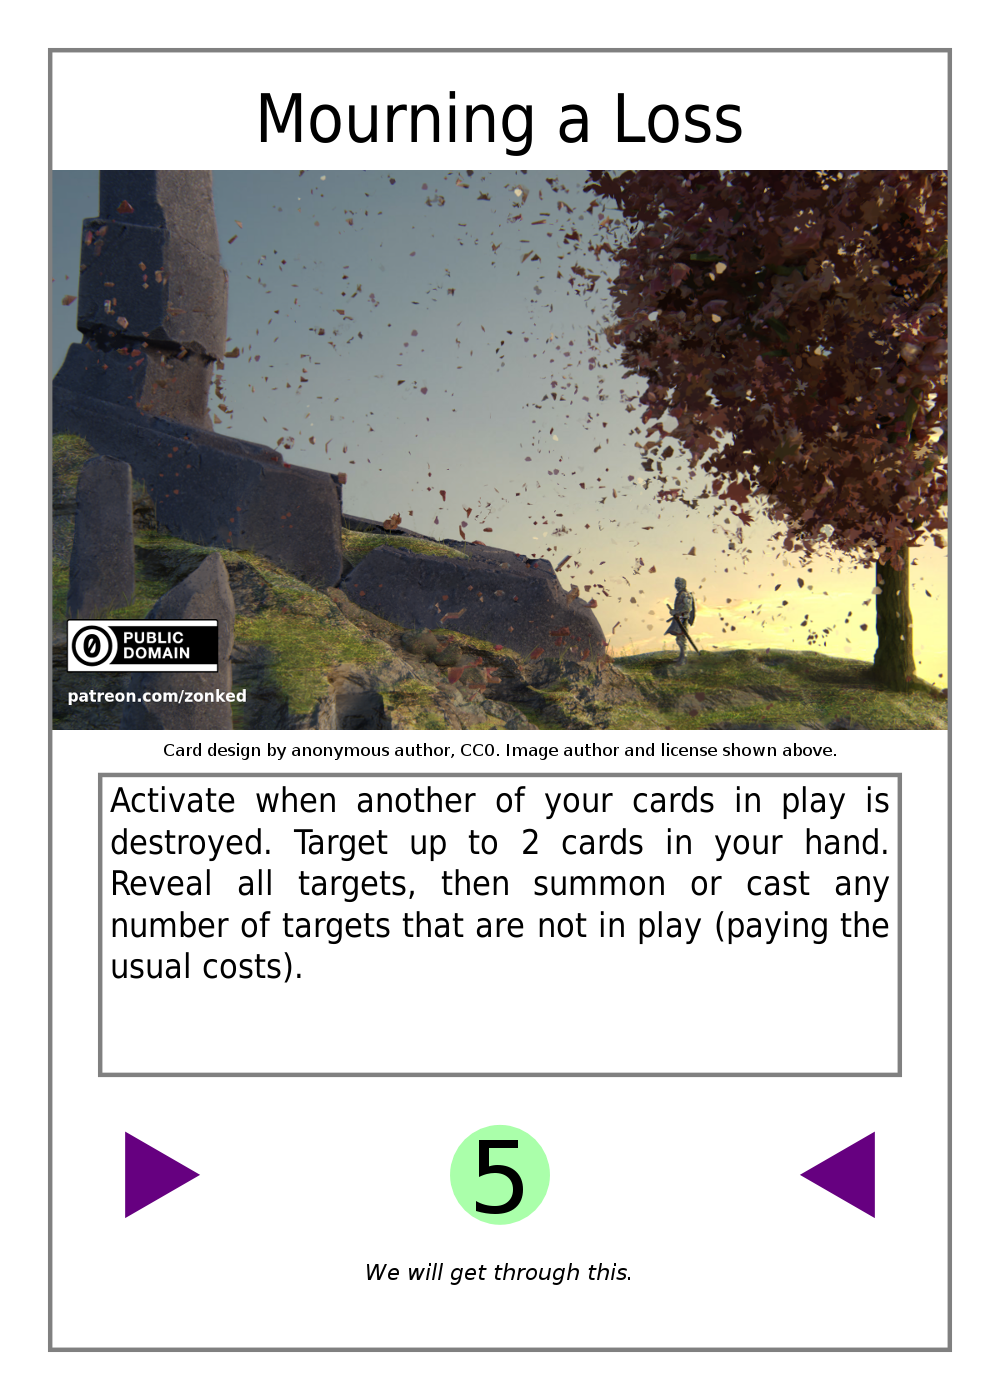 Mourning a Loss
0 PUBLIC
DOMAIN
patreon.com/zonked
Card design by anonymous author, CC0. Image author and license shown above.
Activate when another of your cards in play is
destroyed. Target up to 2 cards in your hand.
Reveal all targets, then summon or cast any
number of targets that are not in play (paying the
usual costs).
5
We will get through this.